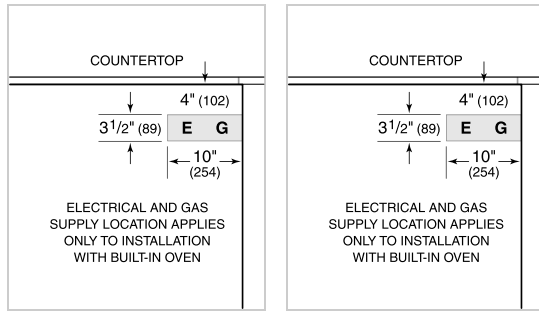 COUNTERTOP
4" (102)
3 1/2" (89)
E G
10"
(254)
ELECTRICAL AND GAS
SUPPLY LOCATION APPLIES
ONLY TO INSTALLATION
WITH BUILT-IN OVEN
COUNTERTOP
4" (102)
3 1/2" (89)
E G
10"
(254)
ELECTRICAL AND GAS
SUPPLY LOCATION APPLIES
ONLY TO INSTALLATION
WITH BUILT-IN OVEN